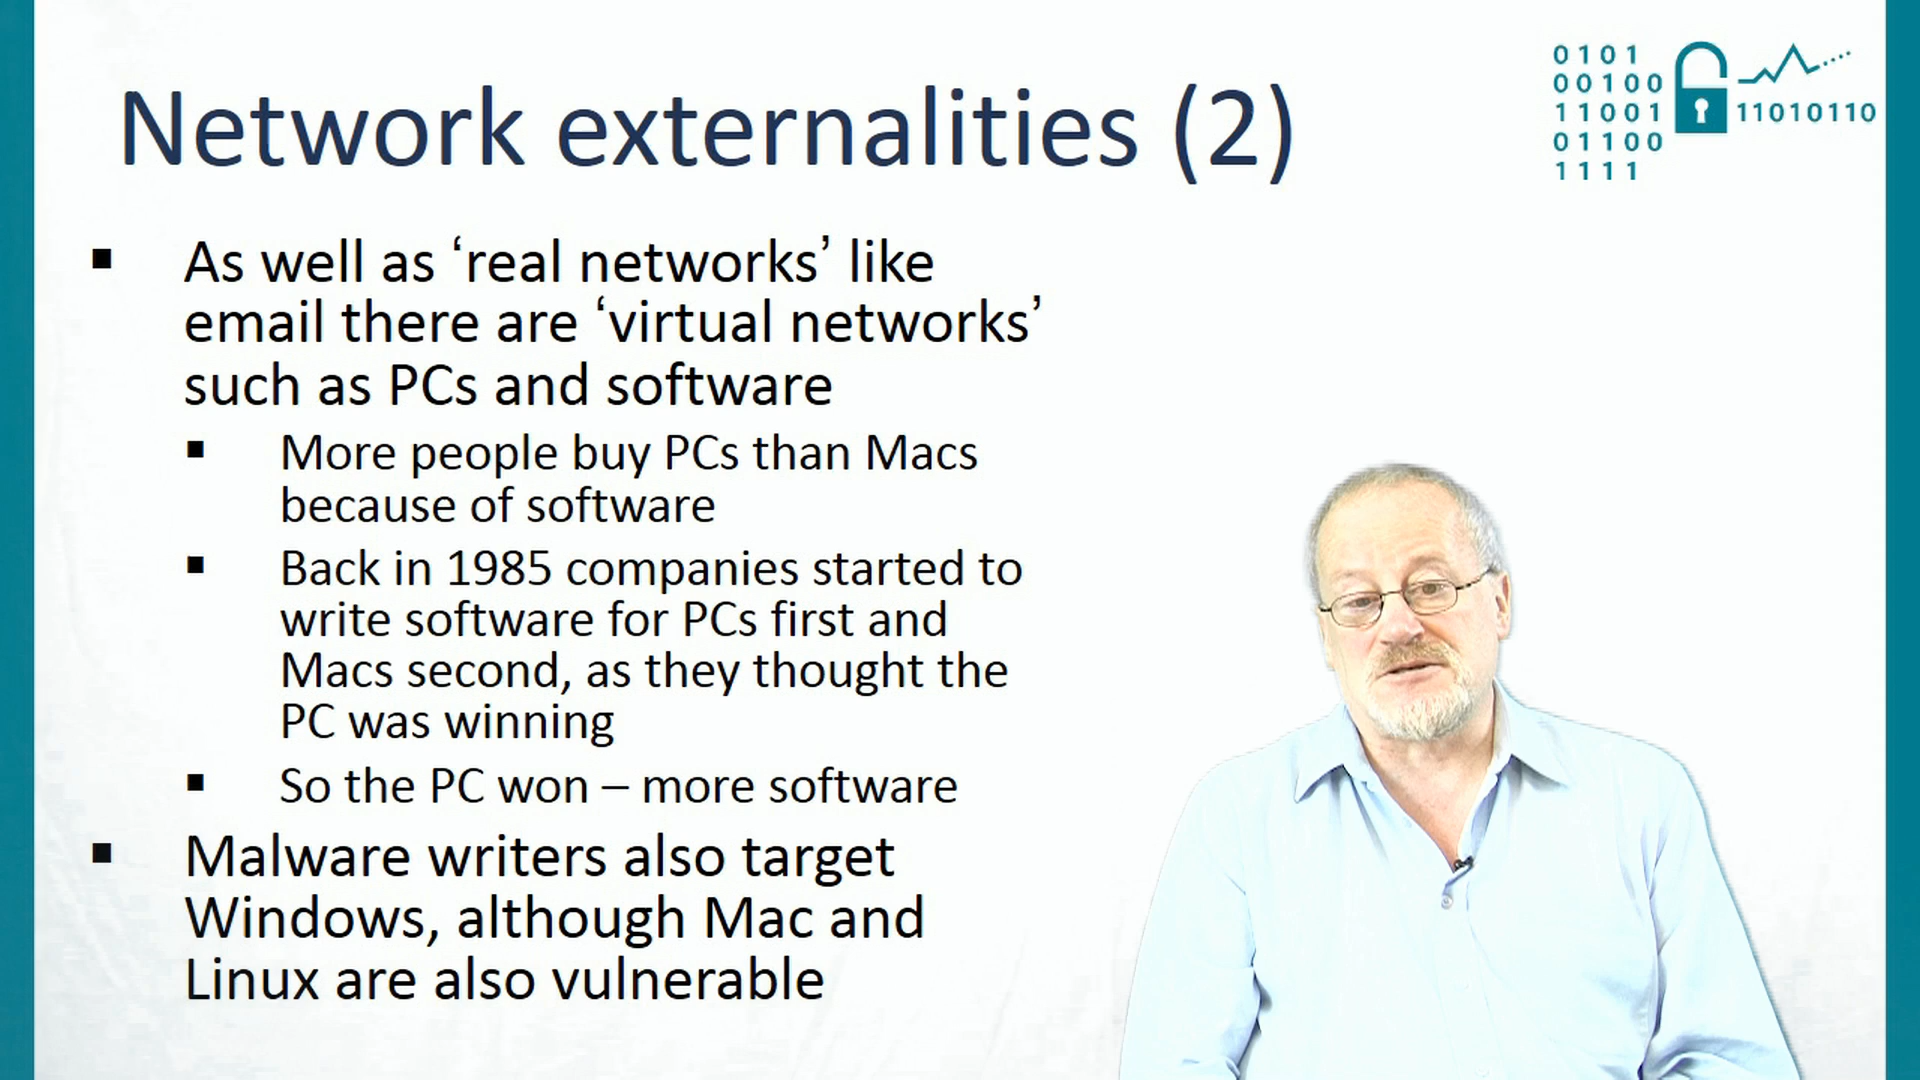 Network externalities (2)
0101
00100
11001
01100
1111
11010110
▪ As well as ‘real networks’ like
email there are ‘virtual networks’
such as PCs and software
▪ More people buy PCs than Macs
because of software
▪ Back in 1985 companies started to
write software for PCs first and
Macs second, as they thought the
PC was winning
▪ So the PC won – more software
▪ Malware writers also target
Windows, although Mac and
Linux are also vulnerable